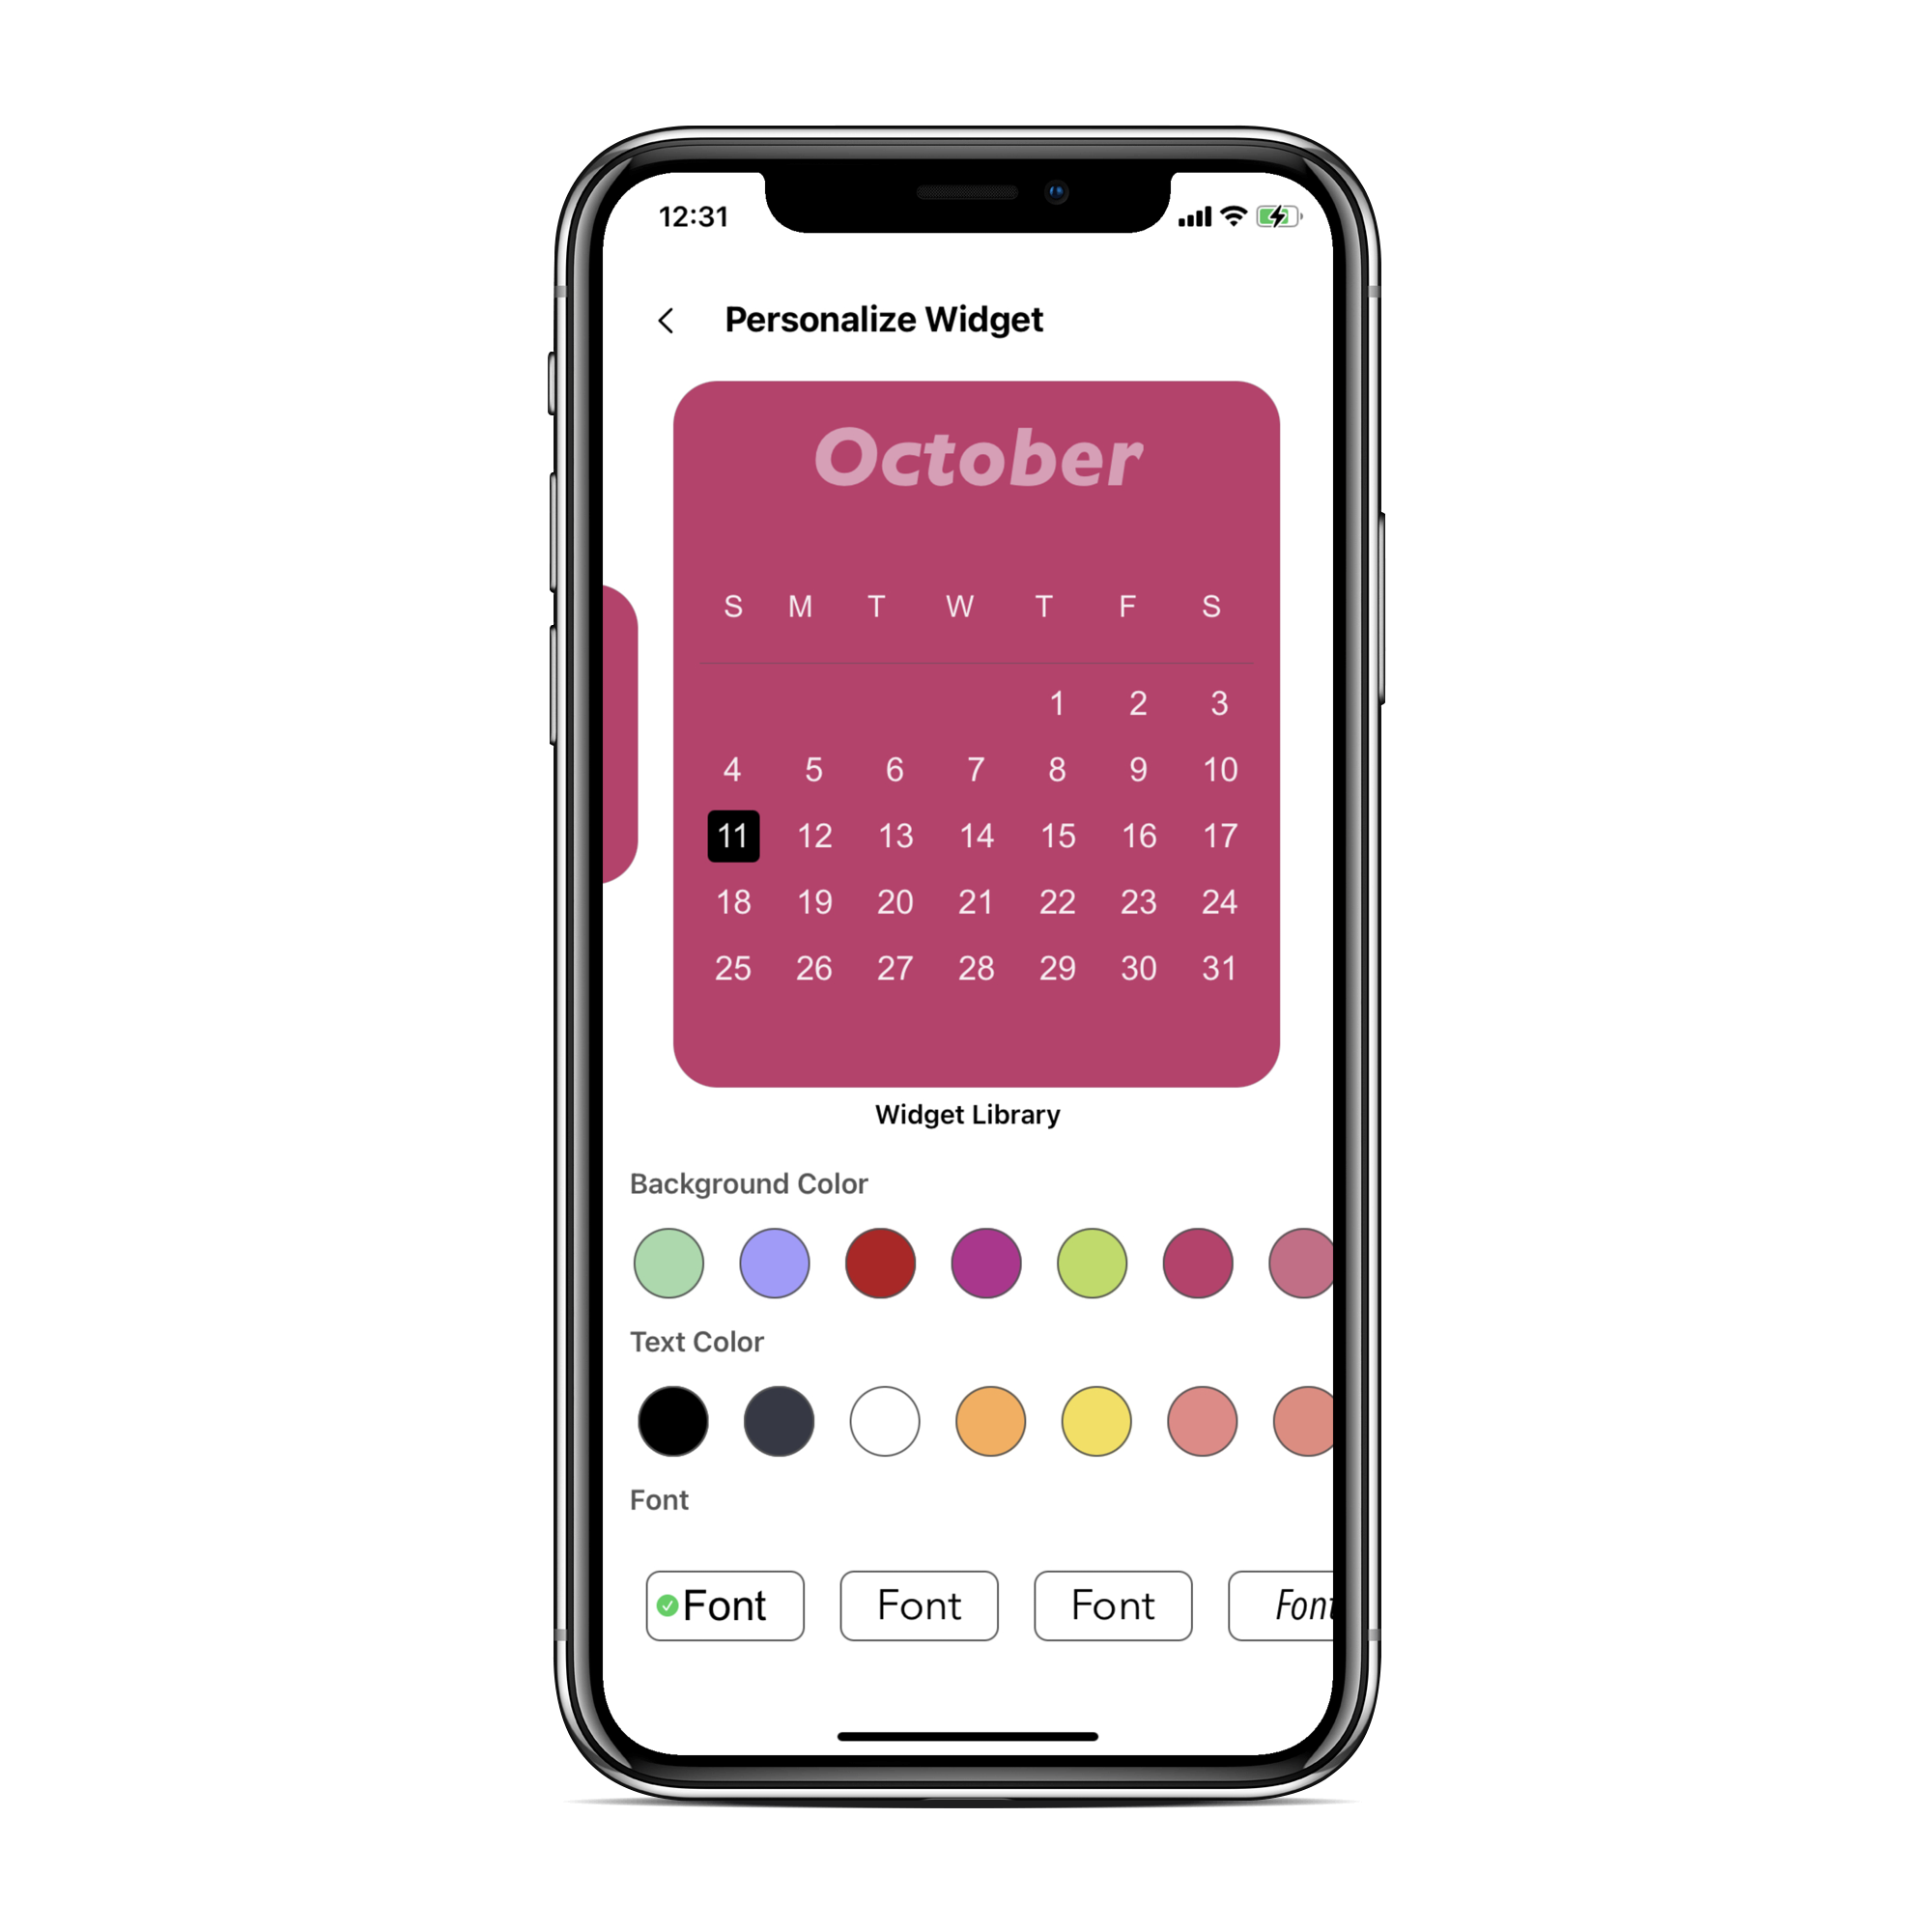 12:31
Personalize Widget
October
S M T W T F S
1 2 3
4 5 6 7 8 9 10
11 12 13 14 15 16 17
18 19 20 21 22 23 24
25 26 27 28 29 30 31
Widget Library
Background Color
Text Color
Font
Font Font Font Font